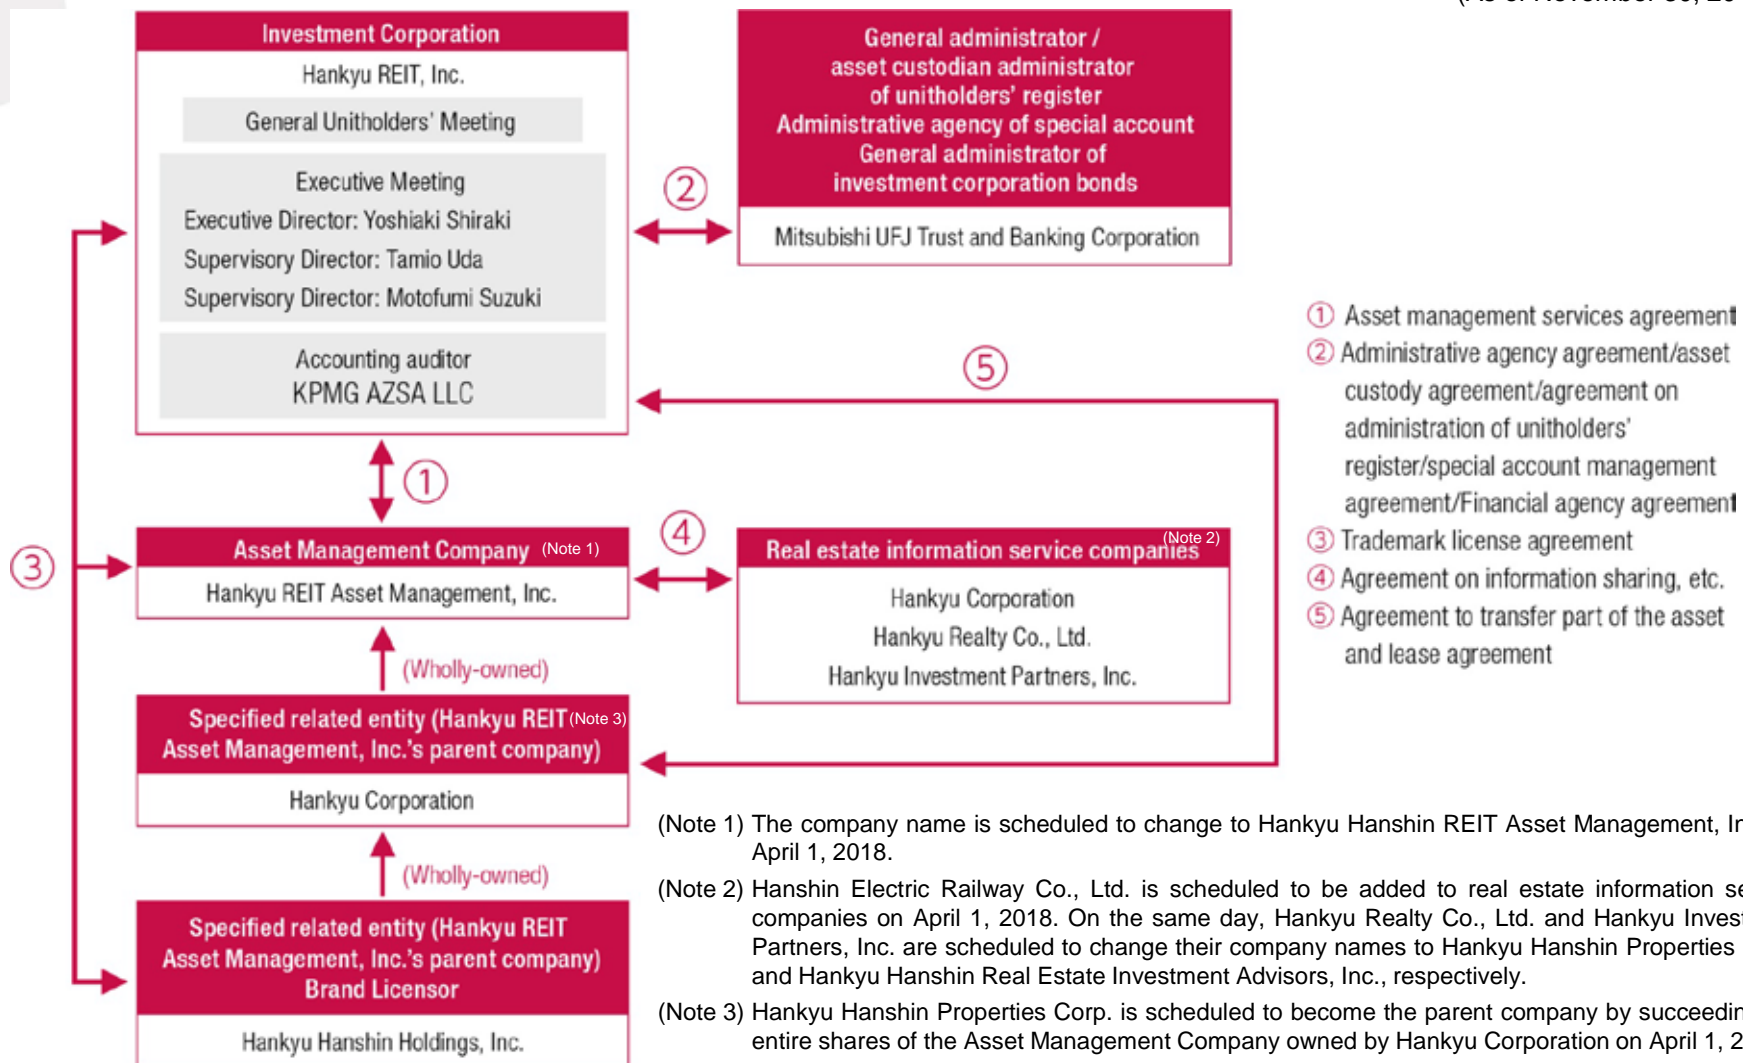 (As of November 30, 20
Investment Corporation
Hankyu REIT, Inc.
General Unitholders' Meeting
Executive Meeting
Executive Director: Yoshiaki Shiraki
Supervisory Director: Tamio Uda
Supervisory Director: Motofumi Suzuki
Accounting auditor
KPMG AZSA LLC
②
General administrator /
asset custodian administrator
of unitholders' register
Administrative agency of special account
General administrator of
investment corporation bonds
Mitsubishi UFJ Trust and Banking Corporation
⑤
①
③
Asset Management Company (Note 1)
Hankyu REIT Asset Management, Inc.
④
Real estate information service companies (Note 2)
Hankyu Corporation
Hankyu Realty Co., Ltd.
Hankyu Investment Partners, Inc.
(Wholly-owned)
Specified related entity (Hankyu REIT (Note 3)
Asset Management, Inc.'s parent company)
Hankyu Corporation
(Wholly-owned)
Specified related entity (Hankyu REIT
Asset Management, Inc.'s parent company)
Brand Licensor
Hankyu Hanshin Holdings, Inc.
① Asset management services agreement
② Administrative agency agreement/asset
custody agreement/agreement on
administration of unitholders'
register/special account management
agreement/Financial agency agreement
③ Trademark license agreement
④ Agreement on information sharing, etc.
⑤ Agreement to transfer part of the asset
and lease agreement
(Note 1) The company name is scheduled to change to Hankyu Hanshin REIT Asset Management, In
April 1, 2018.
(Note 2) Hanshin Electric Railway Co., Ltd. is scheduled to be added to real estate information se
companies on April 1, 2018. On the same day, Hankyu Realty Co., Ltd. and Hankyu Invest
Partners, Inc. are scheduled to change their company names to Hankyu Hanshin Properties
and Hankyu Hanshin Real Estate Investment Advisors, Inc., respectively.
(Note 3) Hankyu Hanshin Properties Corp. is scheduled to become the parent company by succeedin
entire shares of the Asset Management Company owned by Hankyu Corporation on April 1, 2